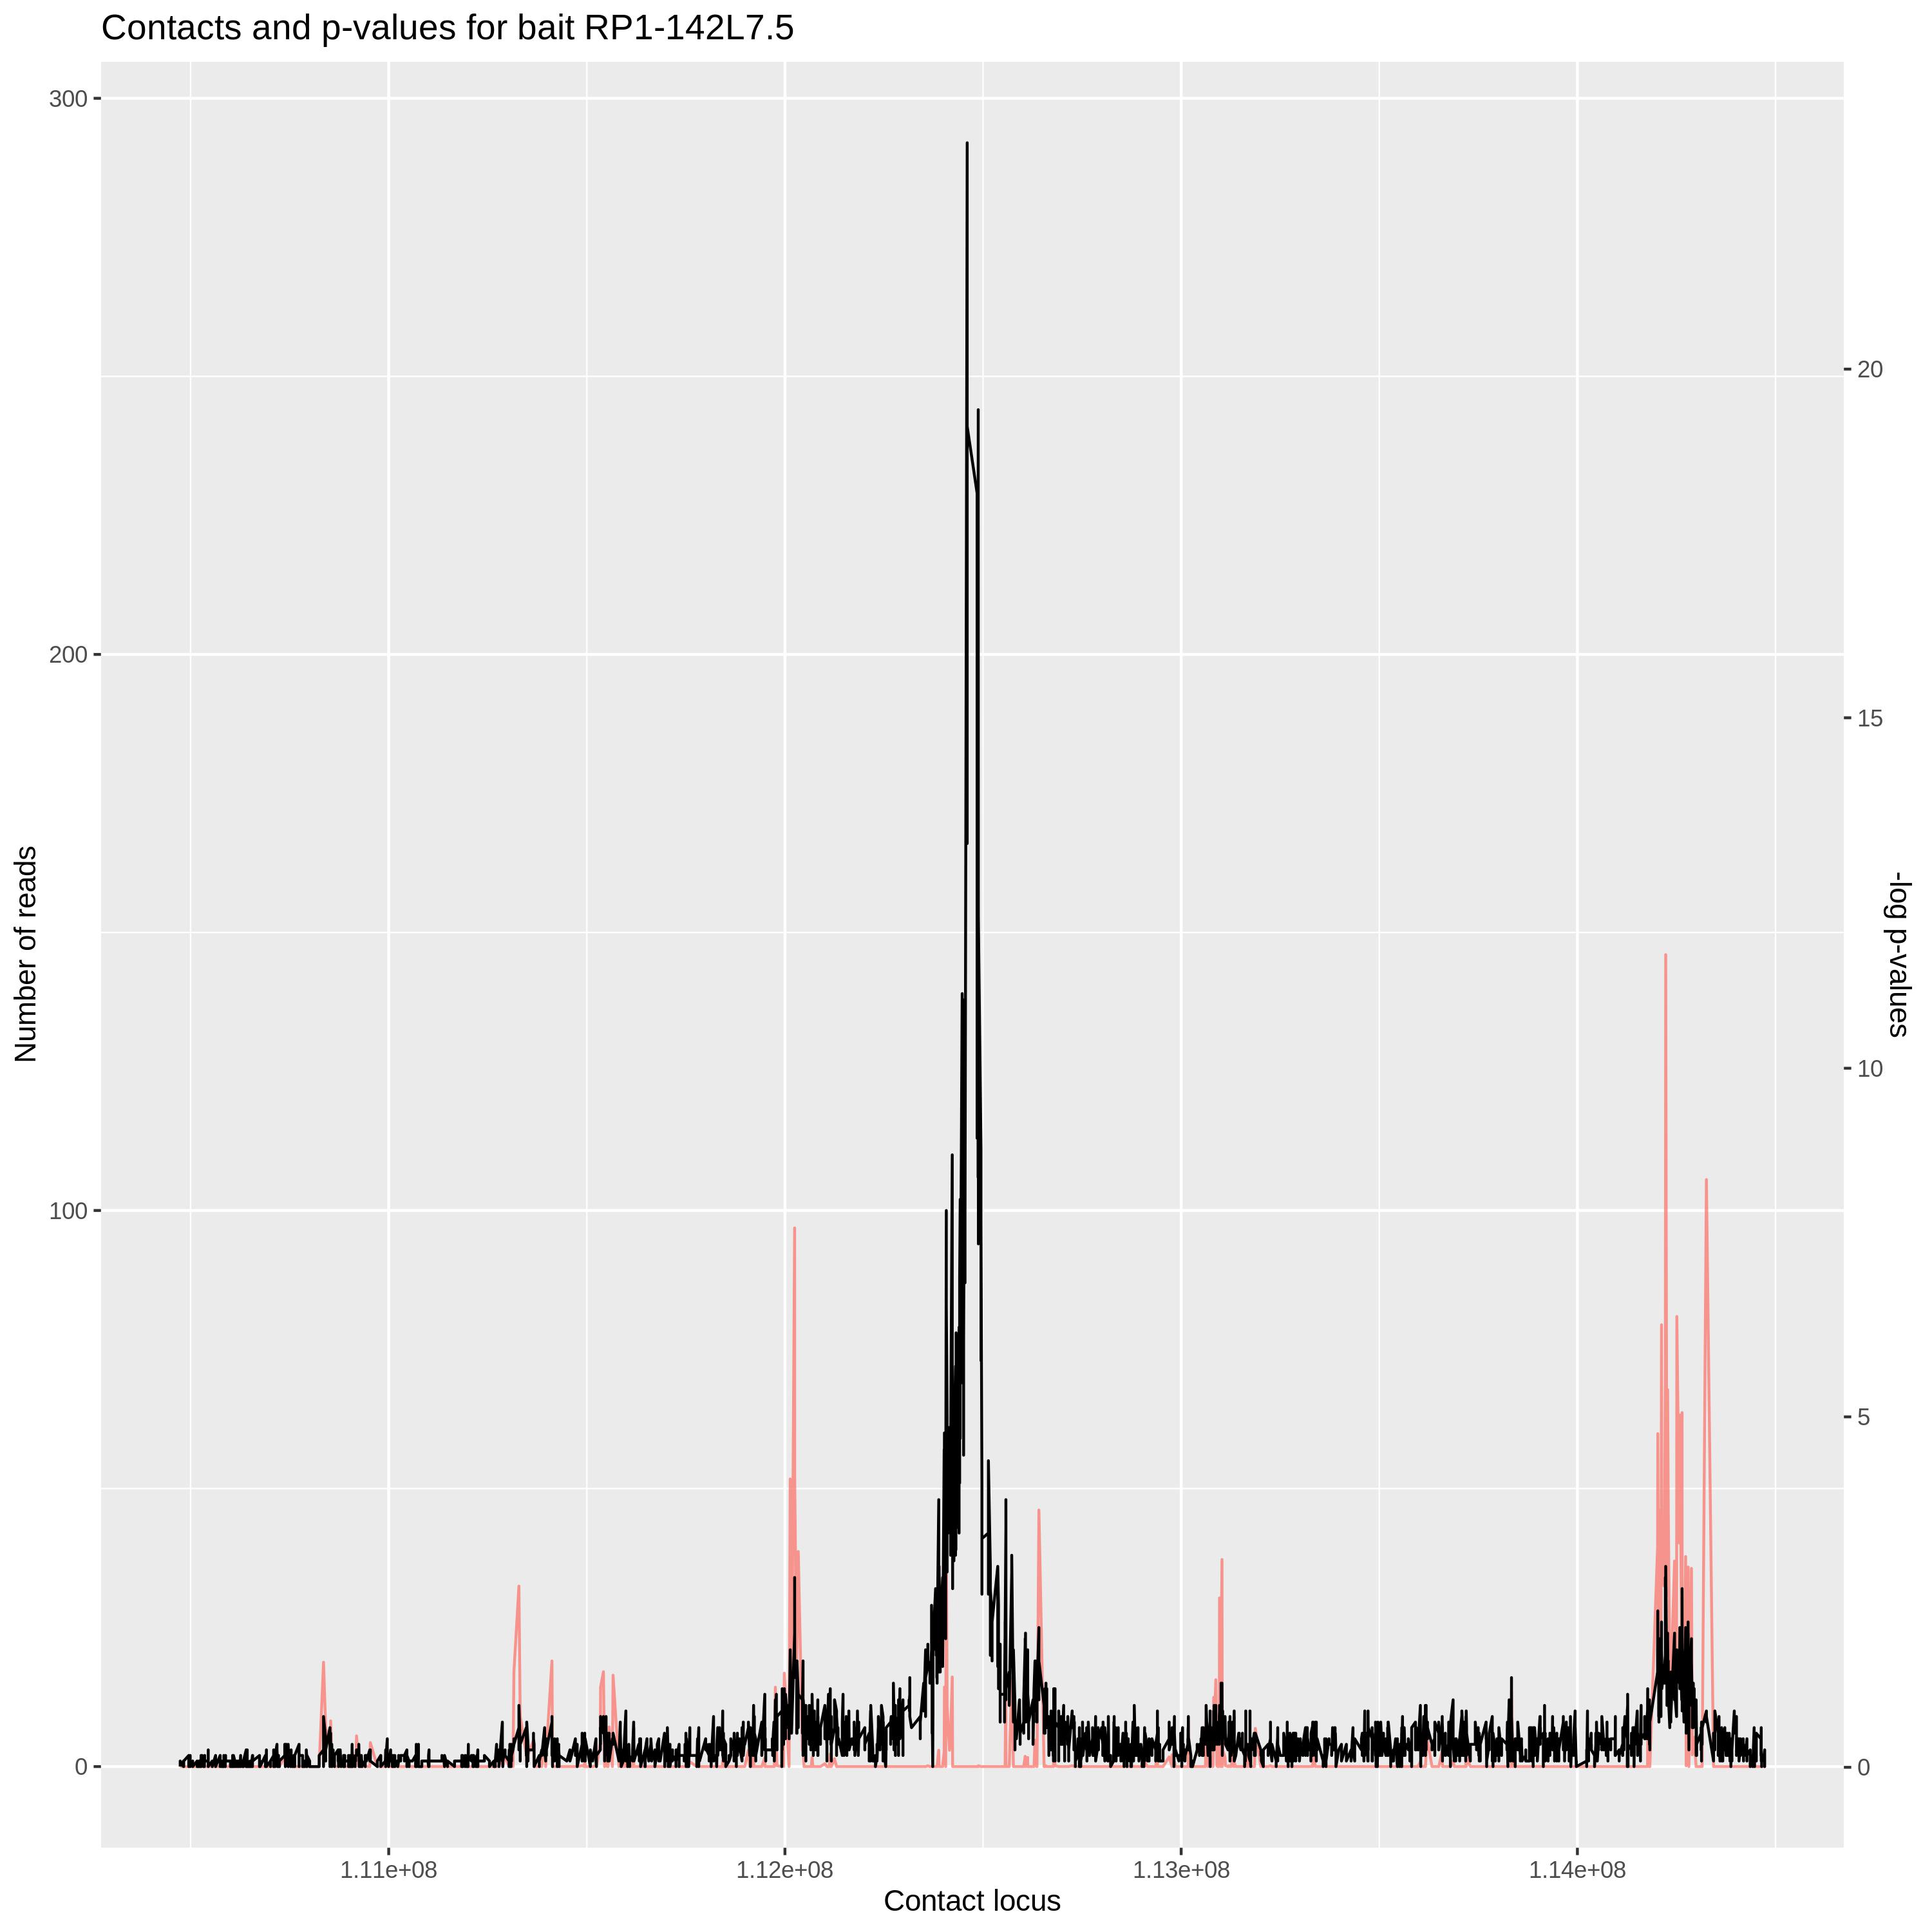 Contacts and p-values for bait RP1-142L7.5
300
200
100
0
20
15
10
5
0
Number of reads
-log p-values
1.11e+08 1.12e+08 1.13e+08 1.14e+08
Contact locus